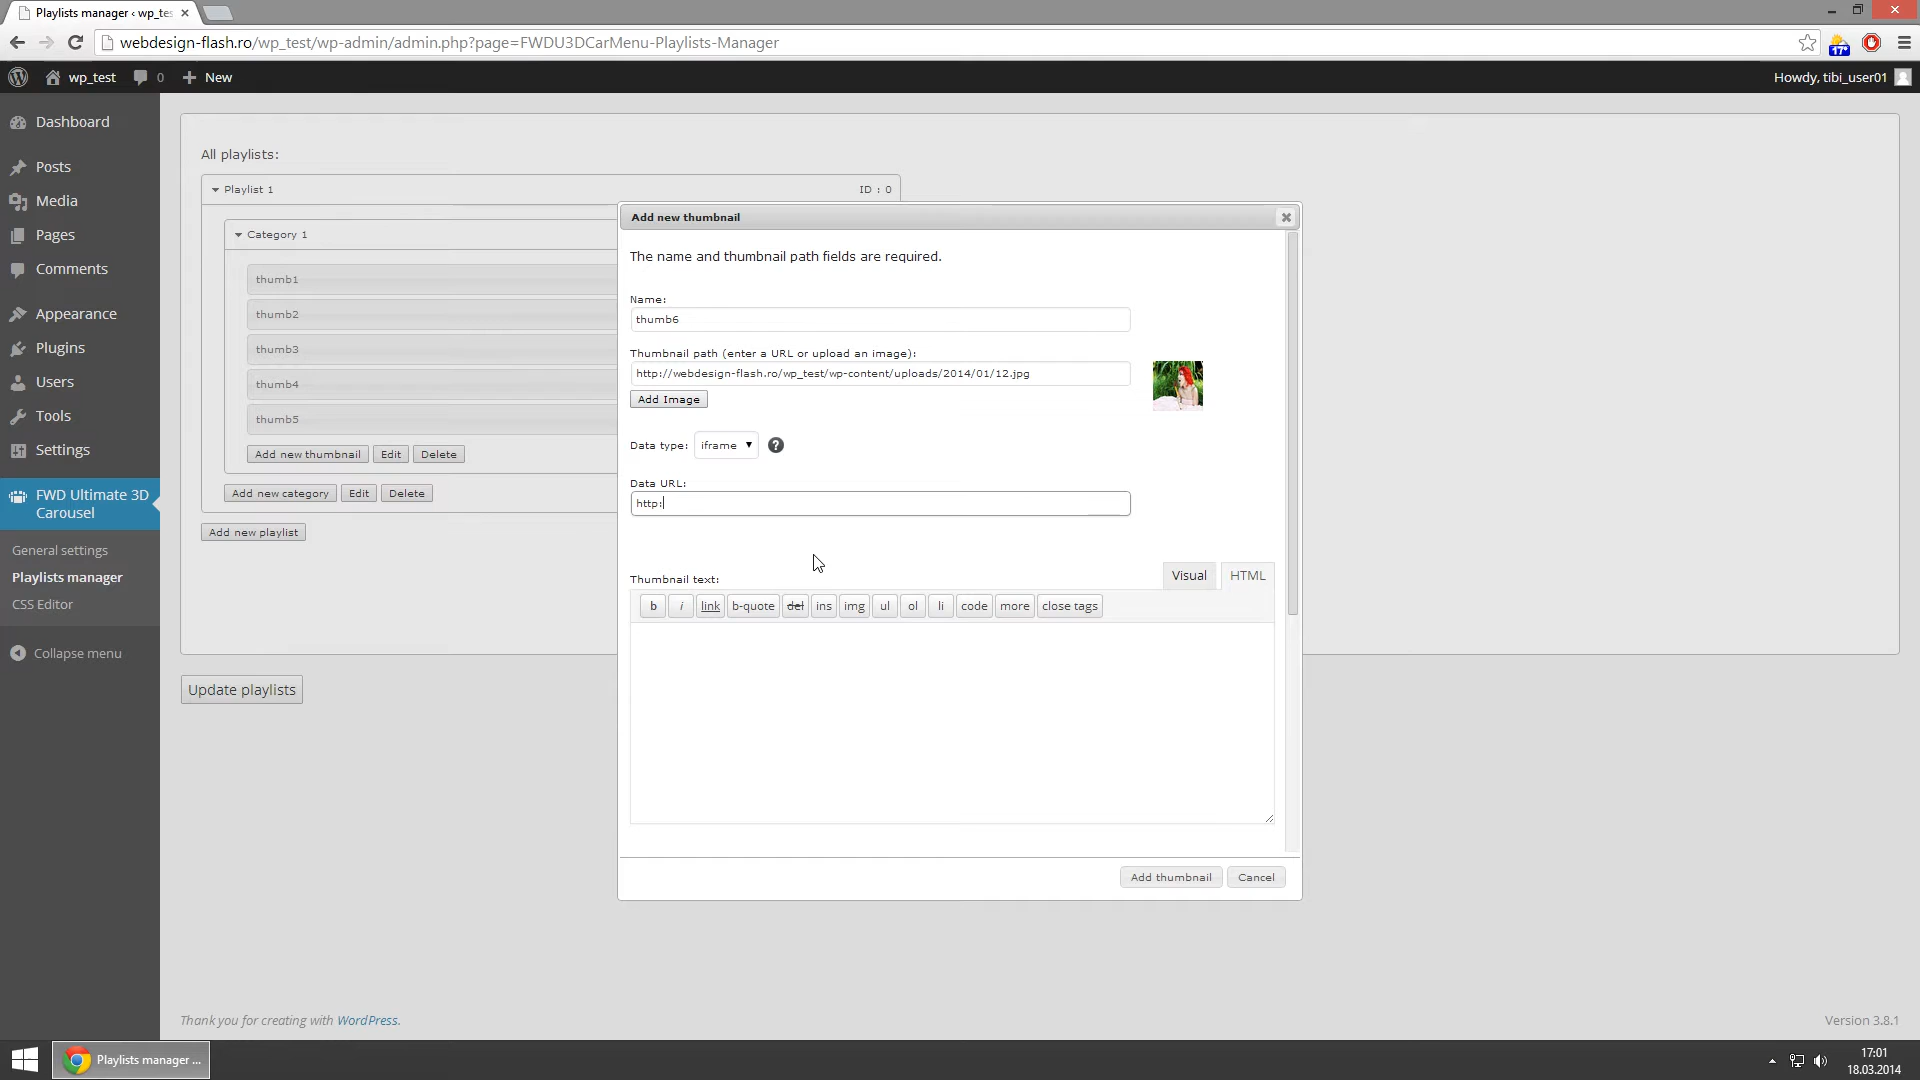 Playlists manager ‹ wp_tes
webdesign-flash.ro/wp_test/wp-admin/admin.php?page=FWDU3DCarMenu-Playlists-Manager
17°
wp_test
0
New
Howdy, tibi_user01
Dashboard
Posts
Media
Pages
Comments
Appearance
Plugins
Users
Tools
Settings
FWD Ultimate 3D
Carousel
General settings
Playlists manager
CSS Editor
Collapse menu
All playlists:
Playlist 1
ID : 0
Category 1
thumb1
thumb2
thumb3
thumb4
thumb5
Add new thumbnail
Edit
Delete
Add new category
Edit
Delete
Add new playlist
Update playlists
Add new thumbnail
The name and thumbnail path fields are required.
Name:
thumb6
Thumbnail path (enter a URL or upload an image):
http://webdesign-flash.ro/wp_test/wp-content/uploads/2014/01/12.jpg
Add Image
Data type:
iframe
?
Data URL:
http:
Thumbnail text:
Visual
HTML
b
i
link
b-quote
del
ins
img
ul
ol
li
code
more
close tags
Add thumbnail
Cancel
Thank you for creating with WordPress.
Version 3.8.1
Playlists manager ...
17:01
18.03.2014